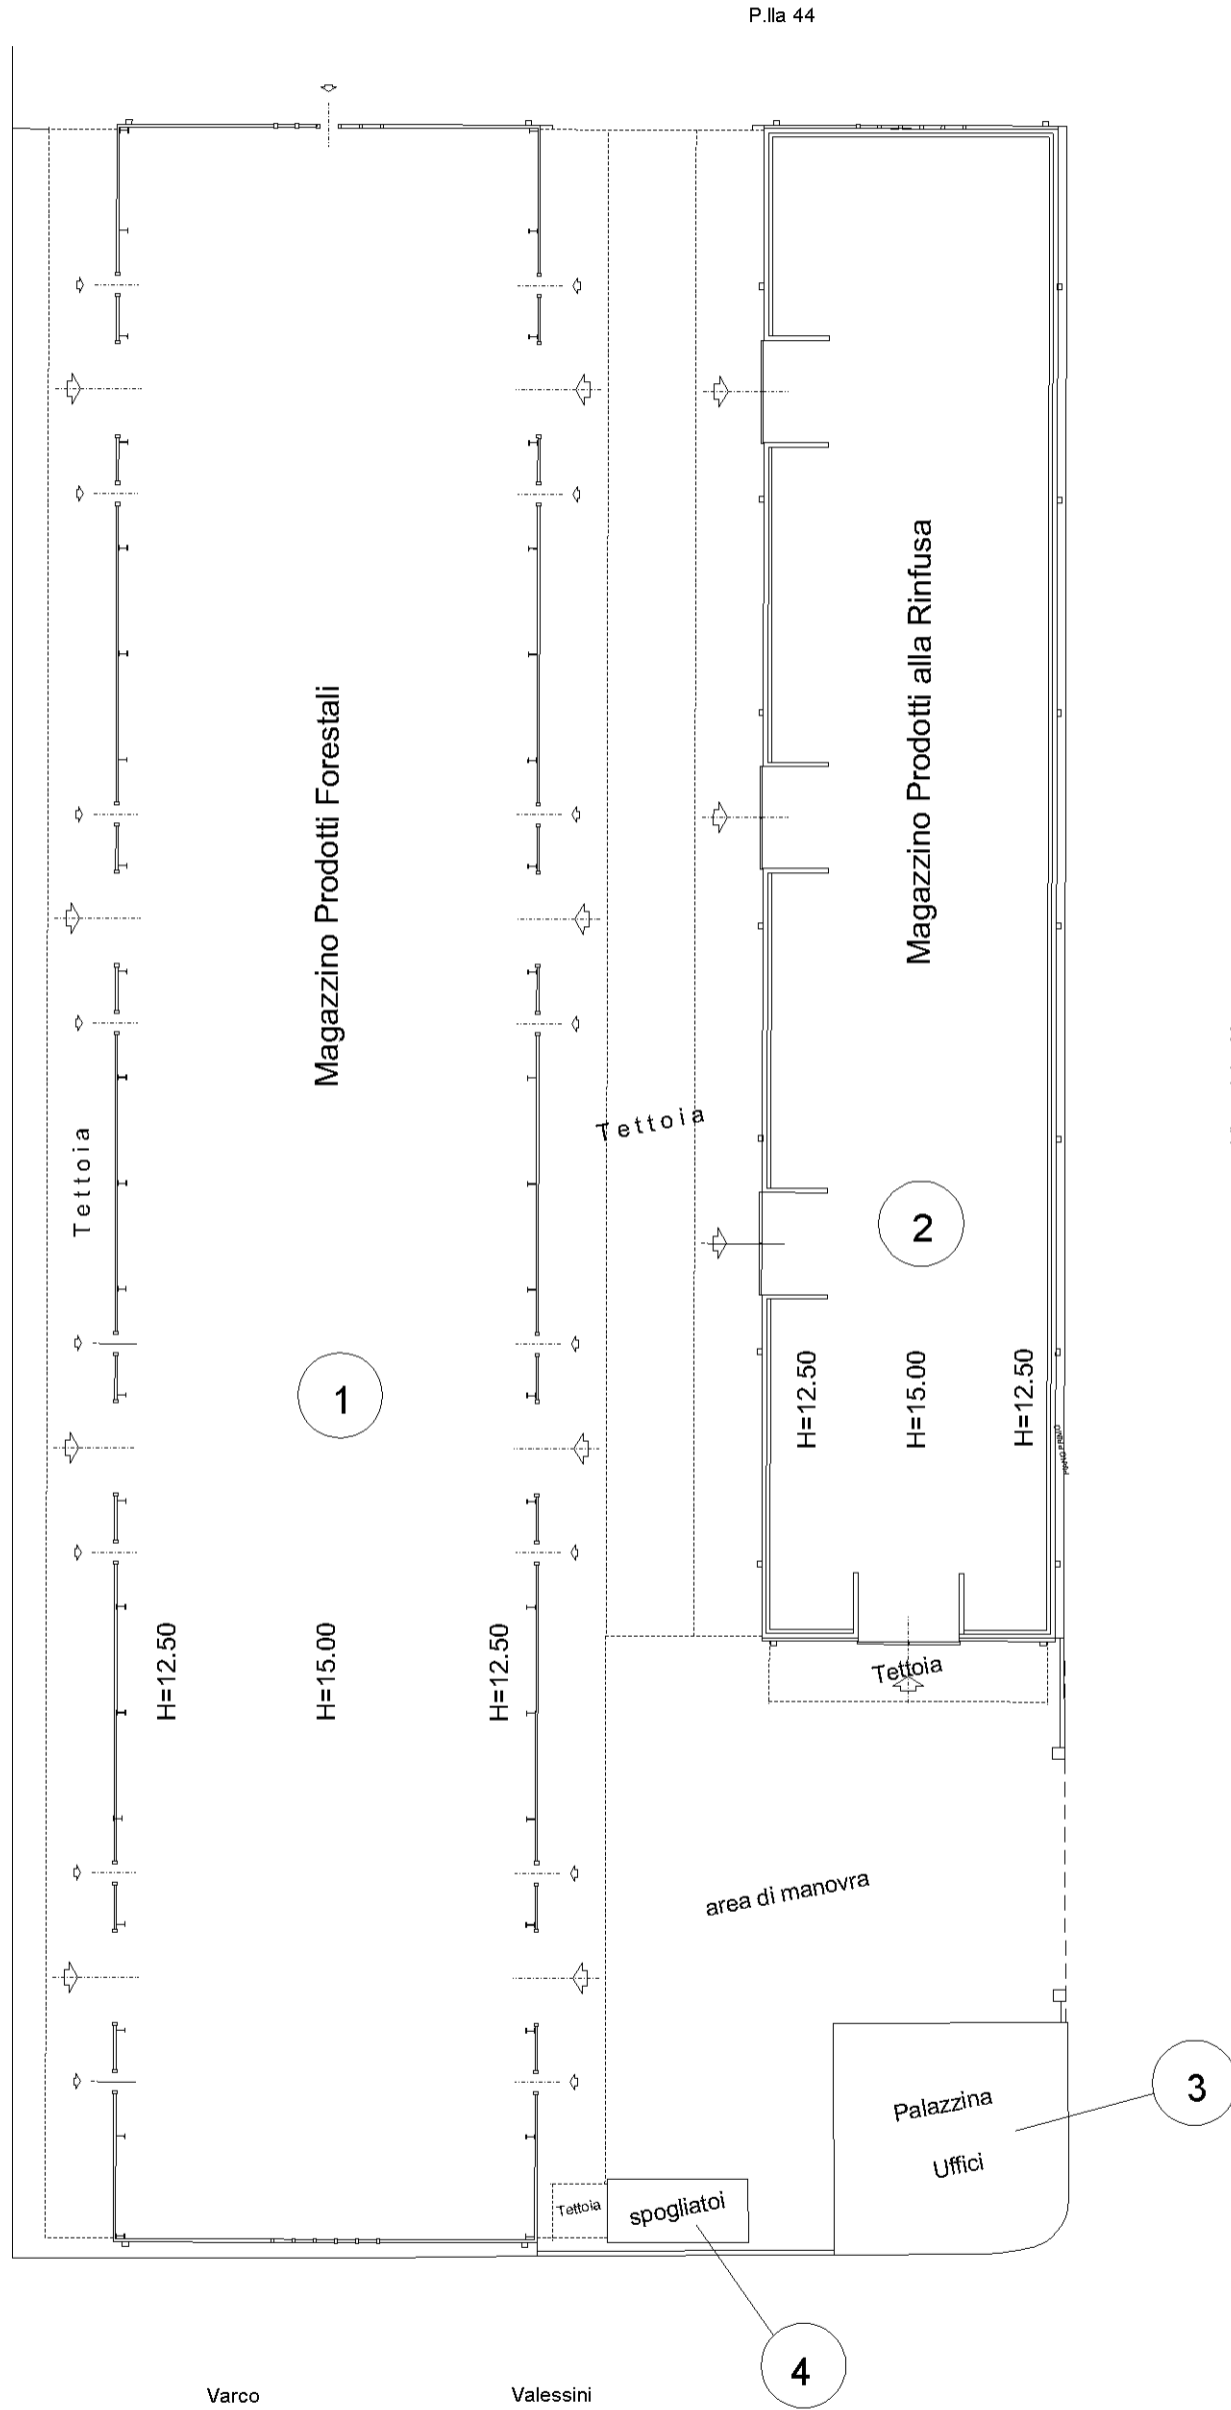 P.lla 44
Magazzino Prodotti Forestali
Magazzino Prodotti alla Rinfusa
Tettoia
Tettoia
2
1
H=12.50
H=15.00
H=12.50
H=12.50
H=15.00
H=12.50
Tettoia
area di manovra
Palazzina
Uffici
3
Tettoia
spogliatoi
4
Varco
Valessini